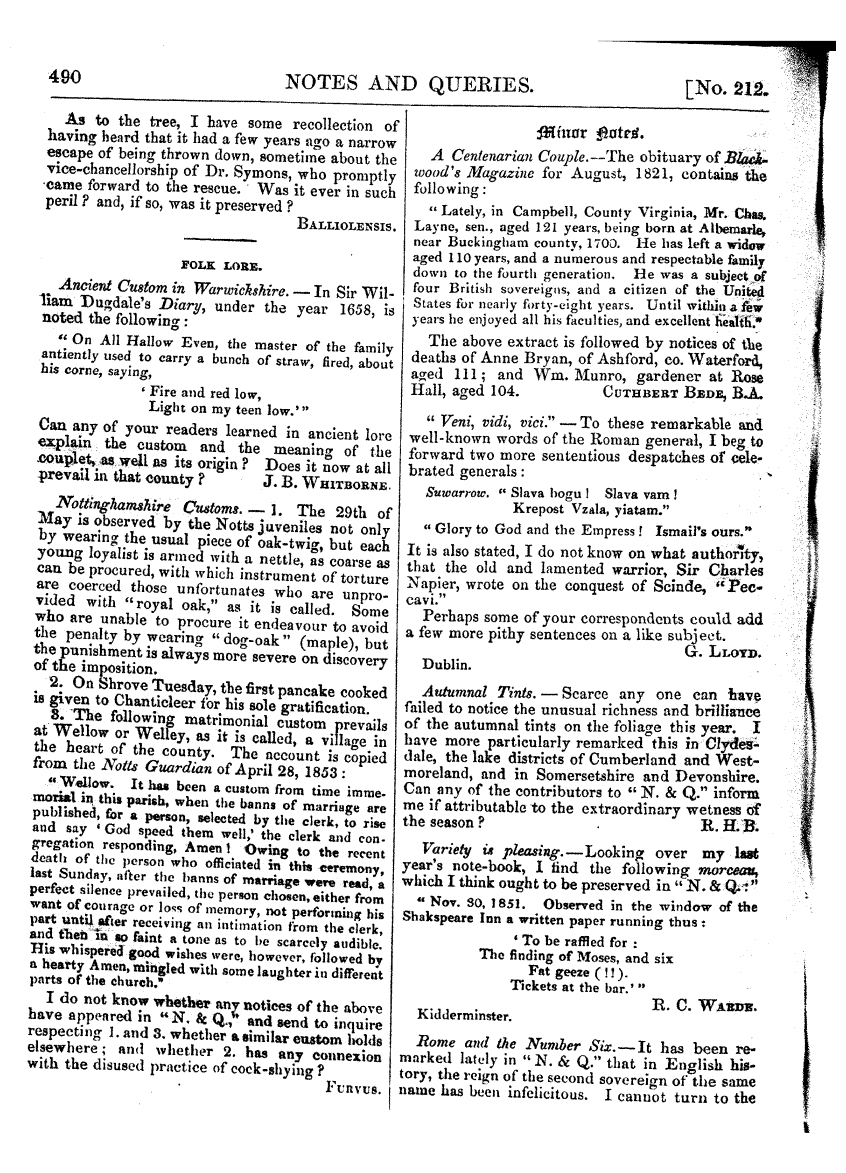 490
NOTES AND QUERIES.
[No. 212.
As to the tree, I have some recollection of
having heard that it had a few years ago a narrow
escape of being thrown down, sometime about the
vice-chancellorship of Dr. Symons, who promptly
came forward to the rescue. Was it ever in such
peril? and, if so, was it preserved?
BALLIOLENSIS.
FOLK LORE.
Ancient Custom in Warwickshire. — In Sir Wil-
liam Dugdale's Diary, under the year 1658, is
noted the following:
"On All Hallow Even, the master of the family
antiently used to carry a bunch of straw, fired, about
his corne, saying,
'Fire and red low,
Light on my teen low.'"
Can any of your readers learned in ancient lore
explain the custom and the meaning of the
couplet, as well as its origin? Does it now at all
prevail in that county? J. B. WHITBORNE.
Nottinghamshire Customs. — 1. The 29th of
May is observed by the Notts juveniles not only
by wearing the usual piece of oak-twig, but each
young loyalist is armed with a nettle, as coarse as
can be procured, with which instrument of torture
are coerced those unfortunates who are unpro-
vided with "royal oak," as it is called. Some
who are unable to procure it endeavour to avoid
the penalty by wearing "dog-oak" (maple), but
the punishment is always more severe on discovery
of the imposition.
2. On Shrove Tuesday, the first pancake cooked
is given to Chanticleer for his sole gratification.
3. The following matrimonial custom prevails
at Wellow or Welley, as it is called, a village in
the heart of the county. The account is copied
from the Notts Guardian of April 28, 1853:
"Wellow. It has been a custom from time imme-
morial in this parish, when the banns of marriage are
published, for a person, selected by the clerk, to rise
and say 'God speed them well,' the clerk and con-
gregation responding, Amen! Owing to the recent
death of the person who officiated in this ceremony,
last Sunday, after the banns of marriage were read, a
perfect silence prevailed, the person chosen, either from
want of courage or loss of memory, not performing his
part until after receiving an intimation from the clerk,
and then in so faint a tone as to be scarcely audible.
His whispered good wishes were, however, followed by
a hearty Amen, mingled with some laughter in different
parts of the church."
I do not know whether any notices of the above
have appeared in "N. & Q.," and send to inquire
respecting 1. and 3. whether a similar custom holds
elsewhere; and whether 2. has any connexion
with the disused practice of cock-shying?
FURVUS.
Minor Notes.
A Centenarian Couple.--The obituary of Black-
wood's Magazine for August, 1821, contains the
following:
"Lately, in Campbell, County Virginia, Mr. Chas.
Layne, sen., aged 121 years, being born at Albemarle,
near Buckingham county, 1700. He has left a widow
aged 110 years, and a numerous and respectable family
down to the fourth generation. He was a subject of
four British sovereigns, and a citizen of the United
States for nearly forty-eight years. Until within a few
years he enjoyed all his faculties, and excellent health."
The above extract is followed by notices of the
deaths of Anne Bryan, of Ashford, co. Waterford,
aged 111; and Wm. Munro, gardener at Rose
Hall, aged 104. CUTHBERT BEDE, B.A.
"Veni, vidi, vici." — To these remarkable and
well-known words of the Roman general, I beg to
forward two more sententious despatches of cele-
brated generals:
Suwarrow. "Slava bogu! Slava vam!
Krepost Vzala, yiatam."
"Glory to God and the Empress! Ismail's ours."
It is also stated, I do not know on what authority,
that the old and lamented warrior, Sir Charles
Napier, wrote on the conquest of Scinde, "Pec-
cavi."
Perhaps some of your correspondents could add
a few more pithy sentences on a like subject.
G. LLOYD.
Dublin.
Autumnal Tints. — Scarce any one can have
failed to notice the unusual richness and brilliance
of the autumnal tints on the foliage this year. I
have more particularly remarked this in Clydes-
dale, the lake districts of Cumberland and West-
moreland, and in Somersetshire and Devonshire.
Can any of the contributors to "N. & Q." inform
me if attributable to the extraordinary wetness of
the season? R. H. B.
Variety is pleasing.—Looking over my last
year's note-book, I find the following morceau,
which I think ought to be preserved in "N. & Q.:"
"Nov. 30, 1851. Observed in the window of the
Shakspeare Inn a written paper running thus:
'To be raffled for:
The finding of Moses, and six
Fat geeze (!!).
Tickets at the bar.'"
R. C. WARDE.
Kidderminster.
Rome and the Number Six.—It has been re-
marked lately in "N. & Q." that in English his-
tory, the reign of the second sovereign of the same
name has been infelicitous. I cannot turn to the